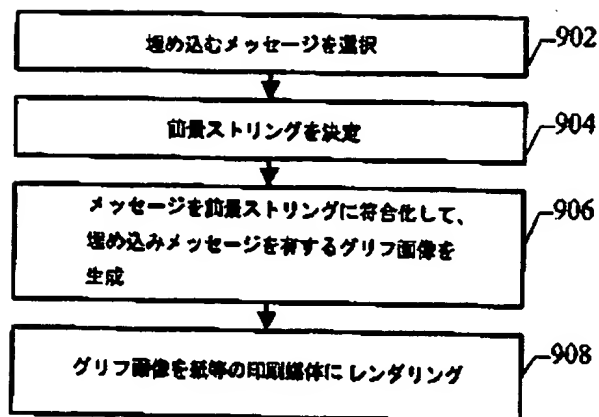 埋め込むメッセージを選択
902
前景ストリングを決定
904
メッセージを前景ストリングに符合化して、
906
埋め込みメッセージを有するグリフ画像を
生成
グリフ画像を紙等の印刷媒体に レンダリング
908